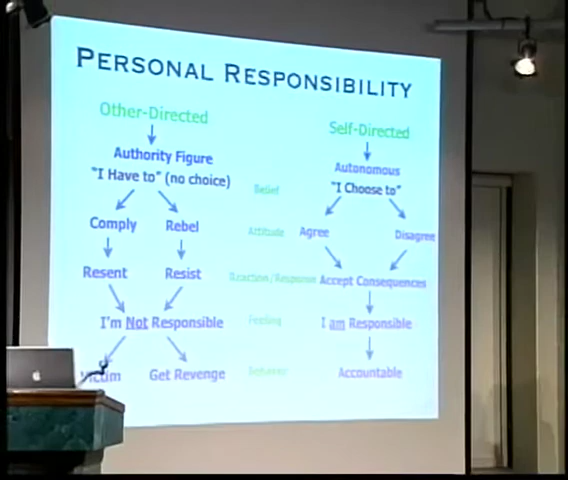 PERSONAL RESPONSIBILITY
Other-Directed
Self-Directed
Authority Figure
"I Have to" (no choice)
Autonomous
"I Choose to"
Belief
Comply
Rebel
Attitude
Agree
Disagree
Resent
Resist
Reaction/Response
Accept Consequences
I'm Not Responsible
Feeling
I am Responsible
Victim
Get Revenge
Behavior
Accountable